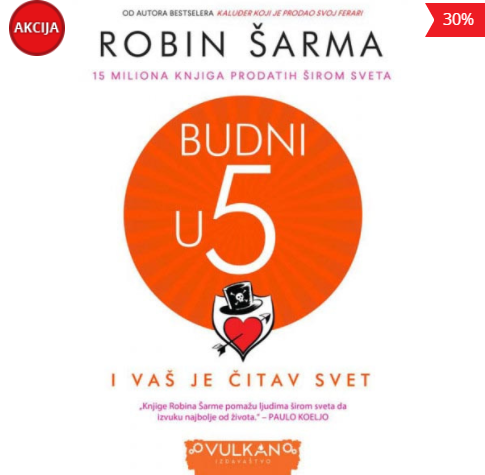 AKCIJA
30%
OD AUTORA BESTSELERA KALUĐER KOJI JE PRODAO SVOJ FERARI
ROBIN ŠARMA
15 MILIONA KNJIGA PRODATIH ŠIROM SVETA
BUDNI
U 5
I VAŠ JE ČITAV SVET
„Knjige Robina Šarme pomažu ljudima širom sveta da
izvuku najbolje od života.“ – PAULO KOELJO
VULKAN
IZDAVAŠTVO